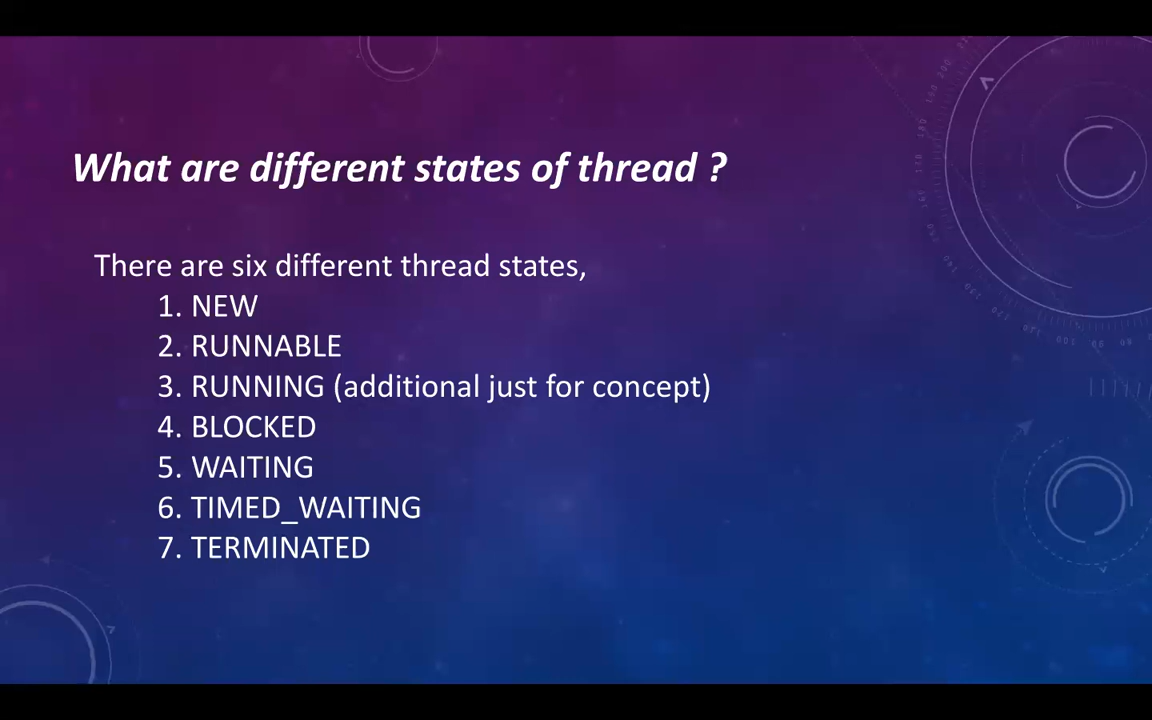 What are different states of thread ?
There are six different thread states,
1. NEW
2. RUNNABLE
3. RUNNING (additional just for concept)
4. BLOCKED
5. WAITING
6. TIMED_WAITING
7. TERMINATED